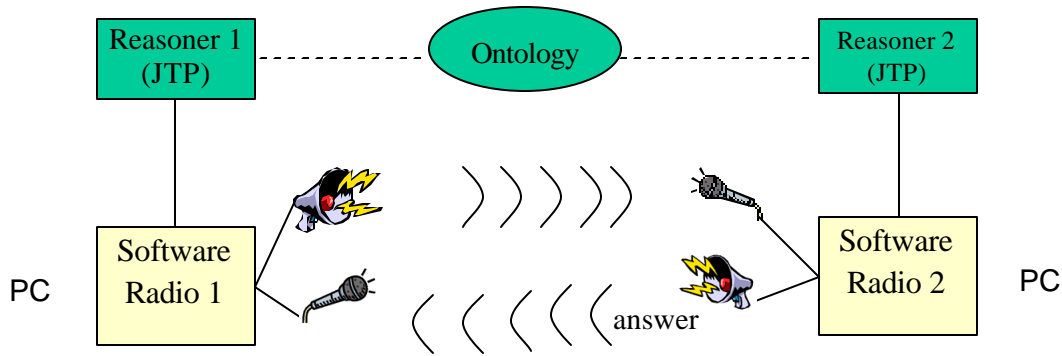 Reasoner 1
(JTP)
Ontology
Reasoner 2
(JTP)
Software
Radio 1
Software
Radio 2
PC
PC
answer